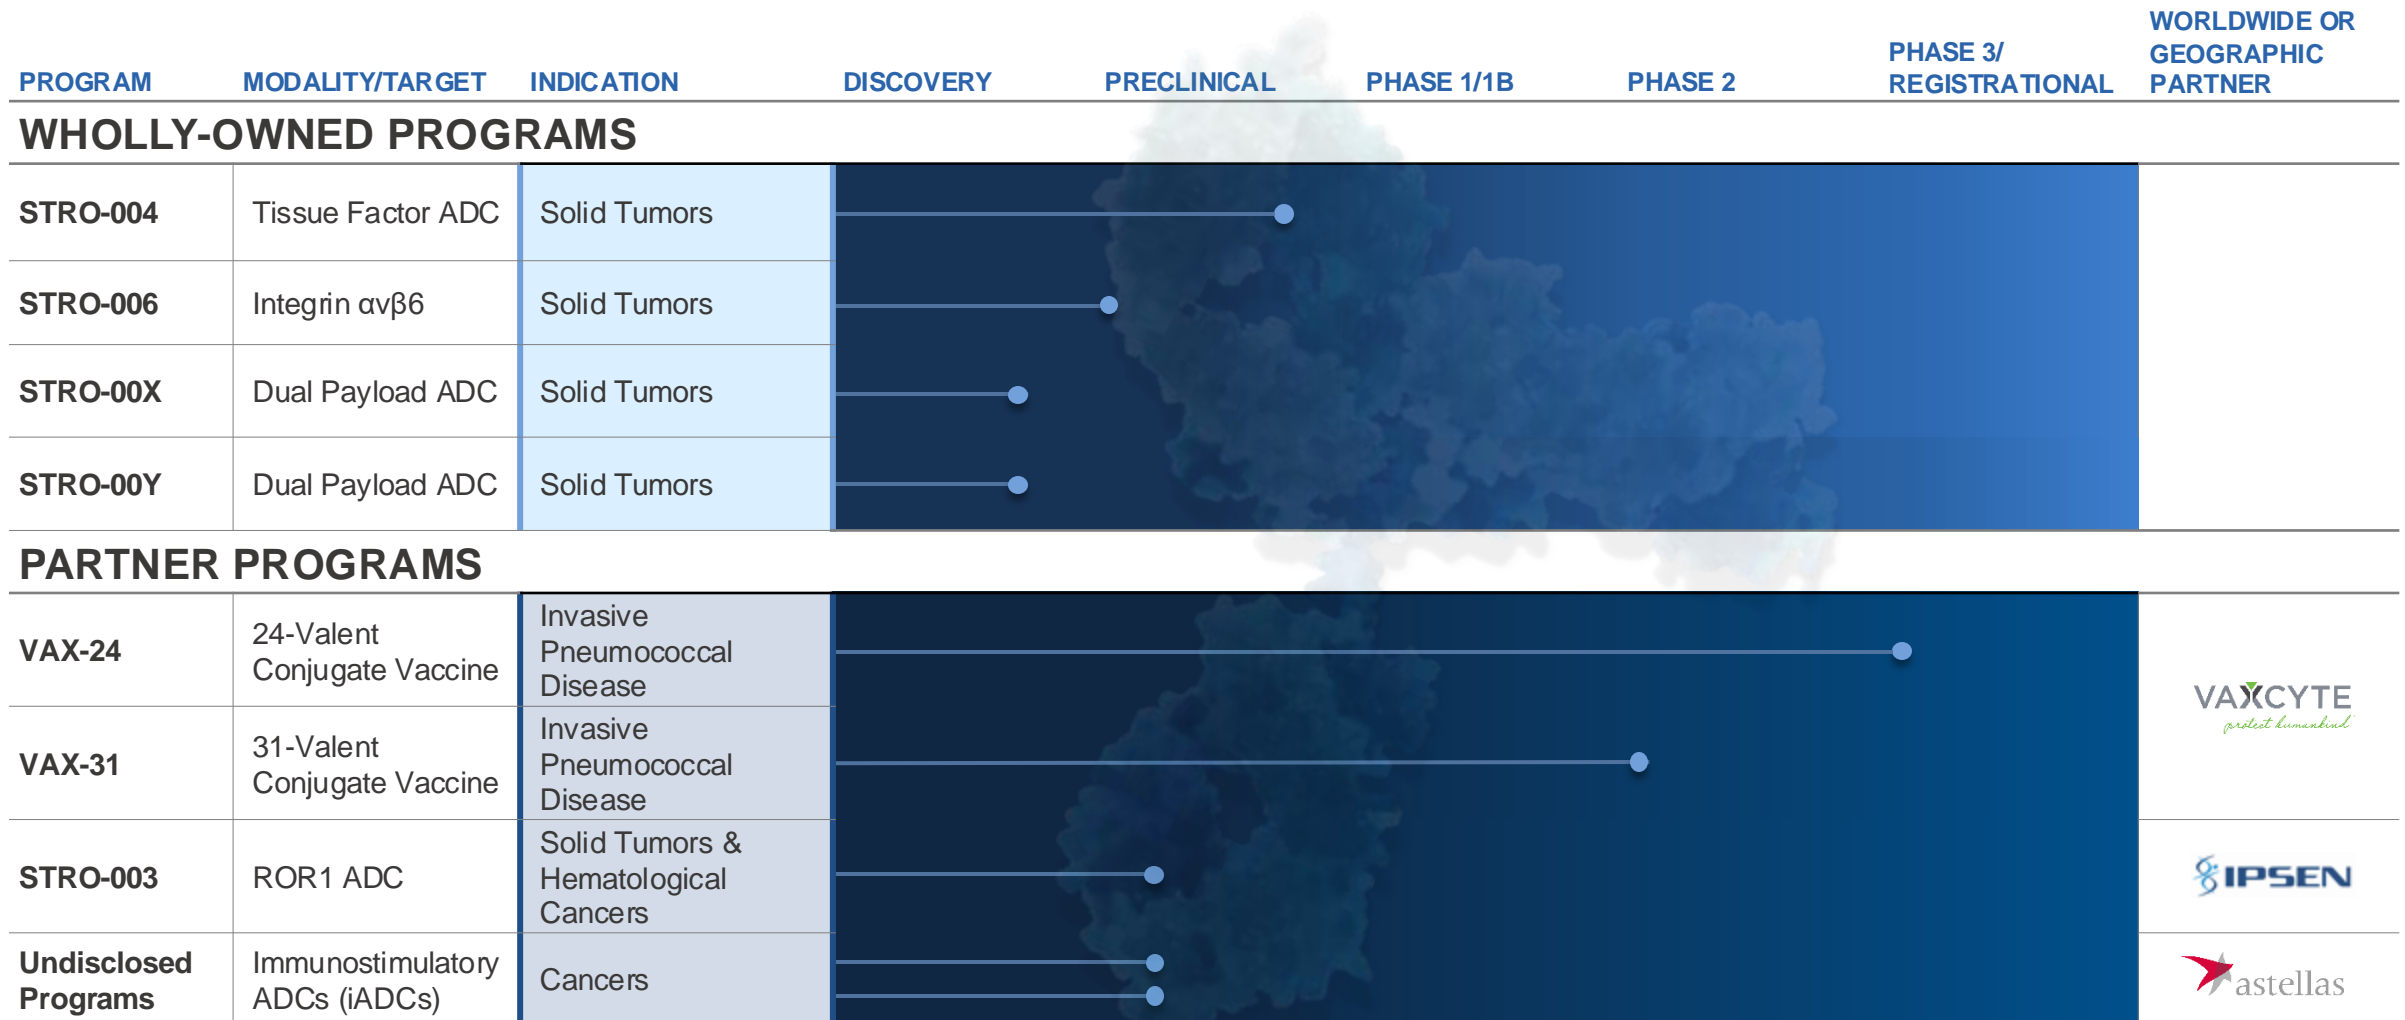 PROGRAM MODALITY/TARGET INDICATION DISCOVERY PRECLINICAL PHASE 1/1B PHASE 2 PHASE 3/
REGISTRATIONAL WORLDWIDE OR
GEOGRAPHIC
PARTNER
WHOLLY-OWNED PROGRAMS
STRO-004 Tissue Factor ADC Solid Tumors
STRO-006 Integrin αvβ6 Solid Tumors
STRO-00X Dual Payload ADC Solid Tumors
STRO-00Y Dual Payload ADC Solid Tumors
PARTNER PROGRAMS
VAX-24
24-Valent
Conjugate Vaccine
Invasive
Pneumococcal
Disease
VAXCYTE
protect humankind
VAX-31
31-Valent
Conjugate Vaccine
Invasive
Pneumococcal
Disease
STRO-003
ROR1 ADC
Solid Tumors &
Hematological
Cancers
IPSEN
Undisclosed
Programs
Immunostimulatory
ADCs (iADCs)
Cancers
astellas